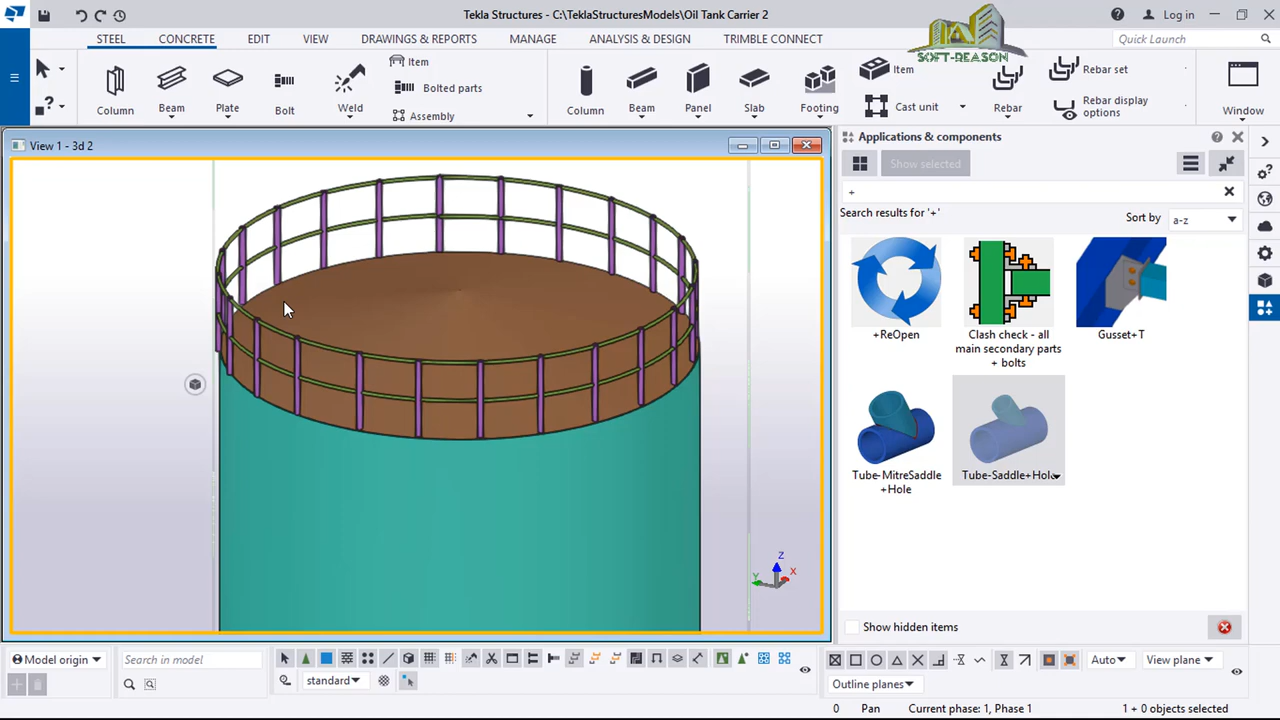 Tekla Structures - C:\TeklaStructuresModels\Oil Tank Carrier 2
Log in
STEEL
CONCRETE
EDIT
VIEW
DRAWINGS & REPORTS
MANAGE
ANALYSIS & DESIGN
TRIMBLE CONNECT
SOFT-REASON
Quick Launch
Column
Beam
Plate
Bolt
Weld
Item
Bolted parts
Assembly
Column
Beam
Panel
Slab
Footing
Item
Cast unit
Rebar
Rebar set
Rebar display
options
Window
View 1 - 3d 2
Applications & components
Show selected
+
Search results for '+'
Sort by
a-z
+ReOpen
Clash check - all
main secondary parts
+ bolts
Gusset+T
Tube-MitreSaddle
+Hole
Tube-Saddle+Hole
Z
Y
X
Show hidden items
Model origin
Search in model
standard
Auto
View plane
Outline planes
0
Pan
Current phase: 1, Phase 1
1 + 0 objects selected